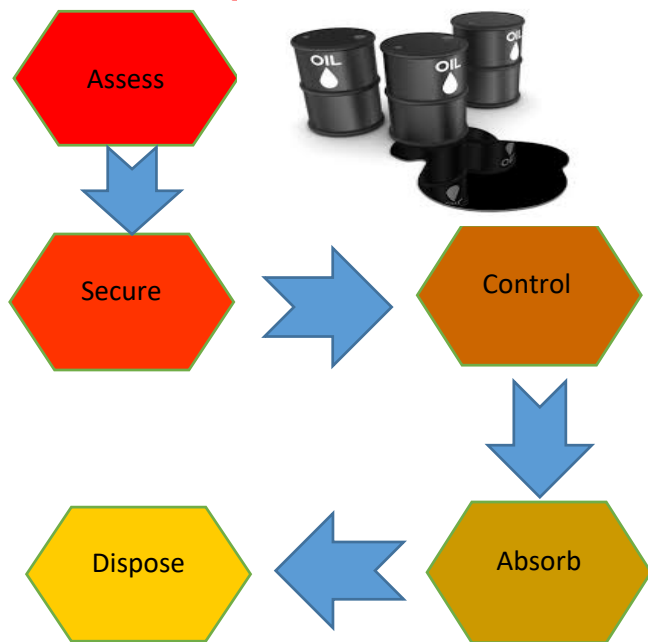 Assess
OIL
OIL
OIL
Secure
Control
Dispose
Absorb